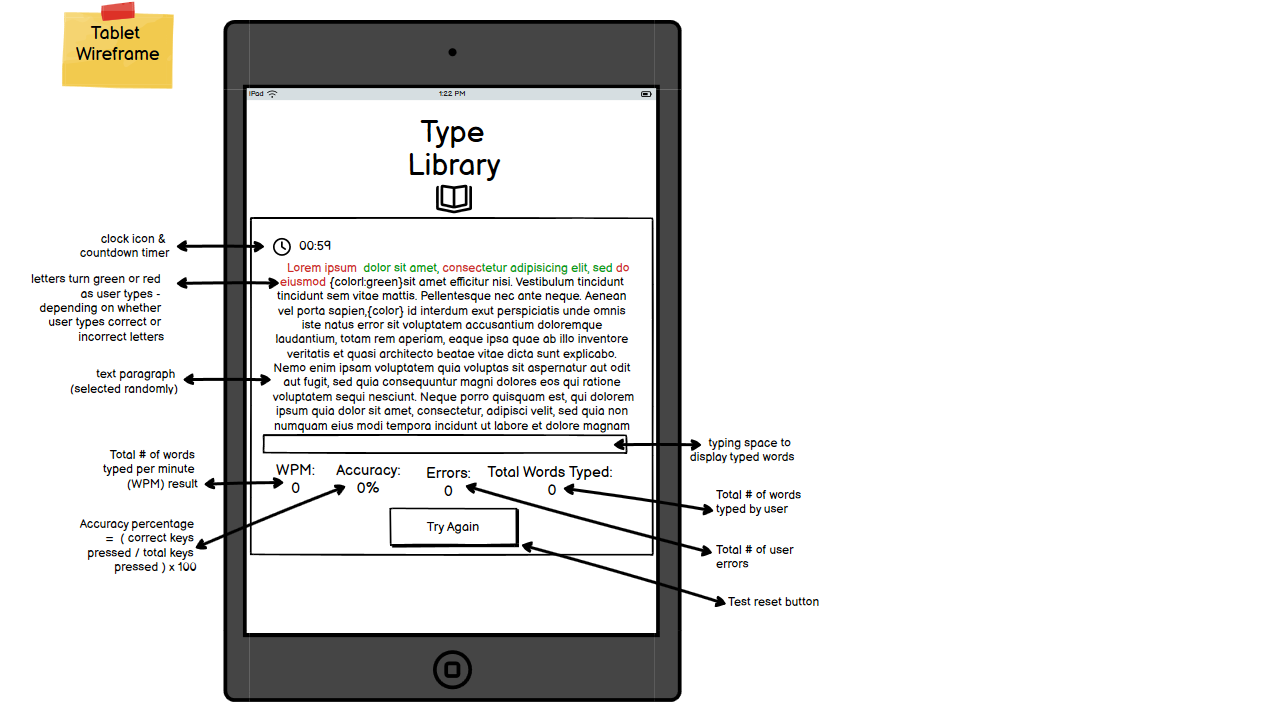 Tablet
Wireframe
iPad
1:22 PM
Type
Library
clock icon &
countdown timer
00:59
letters turn green or red
as user types -
depending on whether
user types correct or
incorrect letters
Lorem ipsum dolor sit amet, consectetur adipisicing elit, sed do
eiusmod {colorl:green}sit amet efficitur nisi. Vestibulum tincidunt
tincidunt sem vitae mattis. Pellentesque nec ante neque. Aenean
vel porta sapien,{color} id interdum exut perspiciatis unde omnis
iste natus error sit voluptatem accusantium doloremque
laudantium, totam rem aperiam, eaque ipsa quae ab illo inventore
veritatis et quasi architecto beatae vitae dicta sunt explicabo.
Nemo enim ipsam voluptatem quia voluptas sit aspernatur aut odit
aut fugit, sed quia consequuntur magni dolores eos qui ratione
voluptatem sequi nesciunt. Neque porro quisquam est, qui dolorem
ipsum quia dolor sit amet, consectetur, adipisci velit, sed quia non
numquam eius modi tempora incidunt ut labore et dolore magnam
text paragraph
(selected randomly)
typing space to
display typed words
Total # of words
typed per minute
(WPM) result
WPM:
0
Accuracy:
0%
Errors:
0
Total Words Typed:
0
Total # of words
typed by user
Accuracy percentage
= ( correct keys
pressed / total keys
pressed ) x 100
Try Again
Total # of user
errors
Test reset button